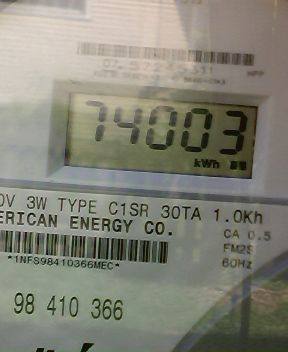 74003
kWh
0V 3W TYPE C1SR 30TA 1.0Kh
ERICAN ENERGY CO.
CA 0.5
*1NFS98410366MEC*
FM2S
60Hz
98 410 366